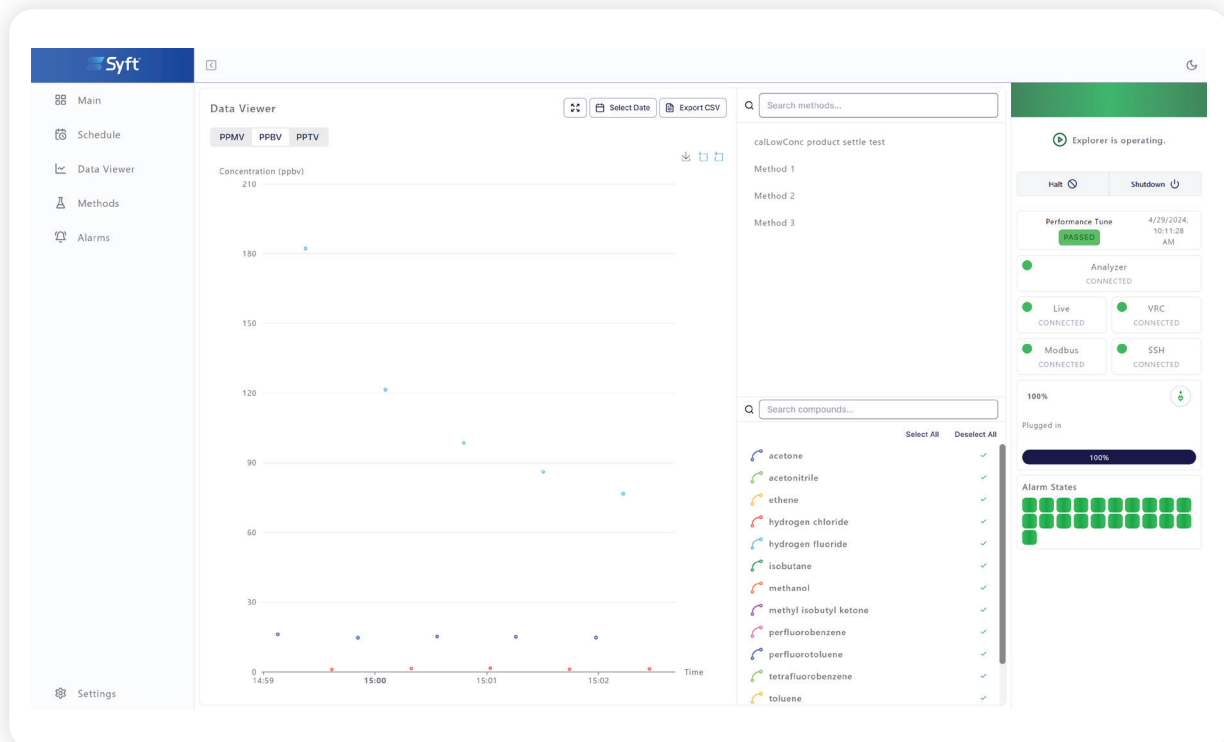 Syft
Main
Schedule
Data Viewer
Methods
Alarms
Settings
Data Viewer
Select Date
Export CSV
PPMV PPBV PPTV
Concentration (ppbv)
210
180
150
120
90
60
30
0
14:59 15:00 15:01 15:02
Time
Search methods...
calLowConc product settle test
Method 1
Method 2
Method 3
Search compounds...
Select All Deselect All
acetone
acetonitrile
ethene
hydrogen chloride
hydrogen fluoride
isobutane
methanol
methyl isobutyl ketone
perfluorobenzene
perfluorotoluene
tetrafluorobenzene
toluene
Explorer is operating.
Halt Shutdown
Performance Tune
PASSED
4/29/2024,
10:11:28
AM
Analyzer
CONNECTED
Live
CONNECTED
VRC
CONNECTED
Modbus
CONNECTED
SSH
CONNECTED
100%
Plugged in
100%
Alarm States